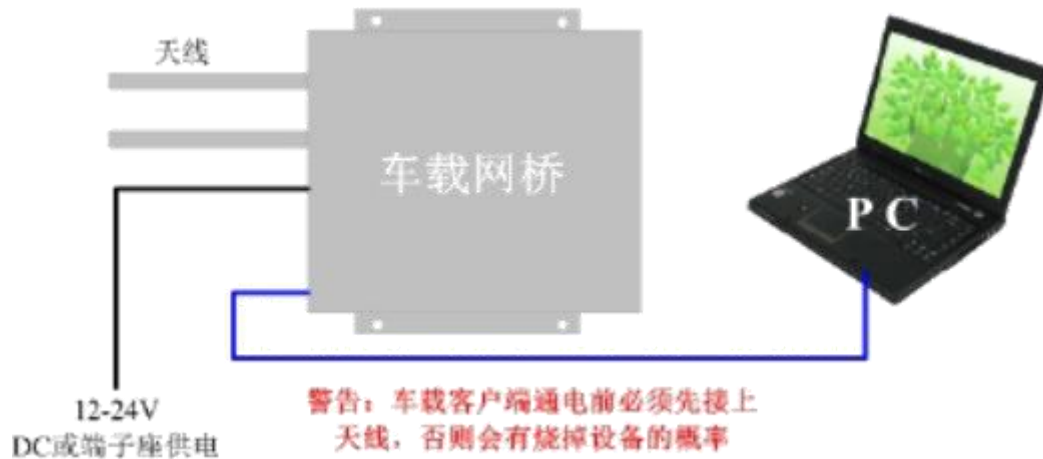 天线
车载网桥
P C
12-24V
DC或端子座供电
警告：车载客户端通电前必须先接上
天线，否则会有烧掉设备的概率